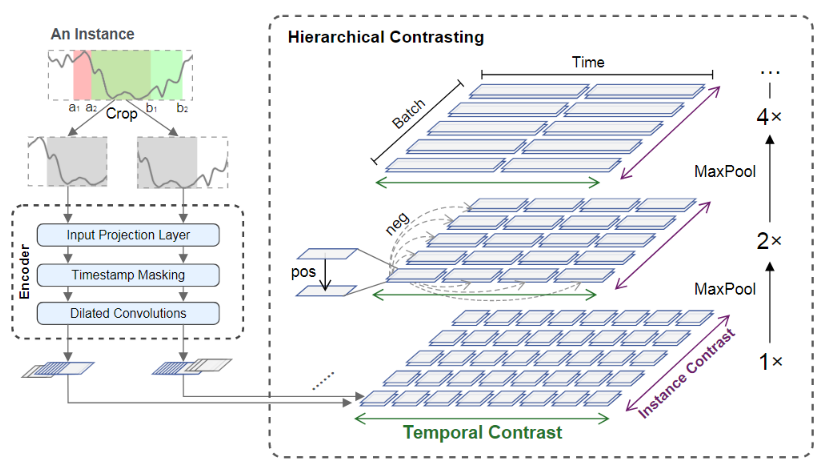 An Instance
a₁ a₂ b₁ b₂
Crop
Encoder
Input Projection Layer
Timestamp Masking
Dilated Convolutions
Hierarchical Contrasting
Time
Batch
...
4×
MaxPool
neg
pos
2×
MaxPool
1×
Instance Contrast
......
Temporal Contrast